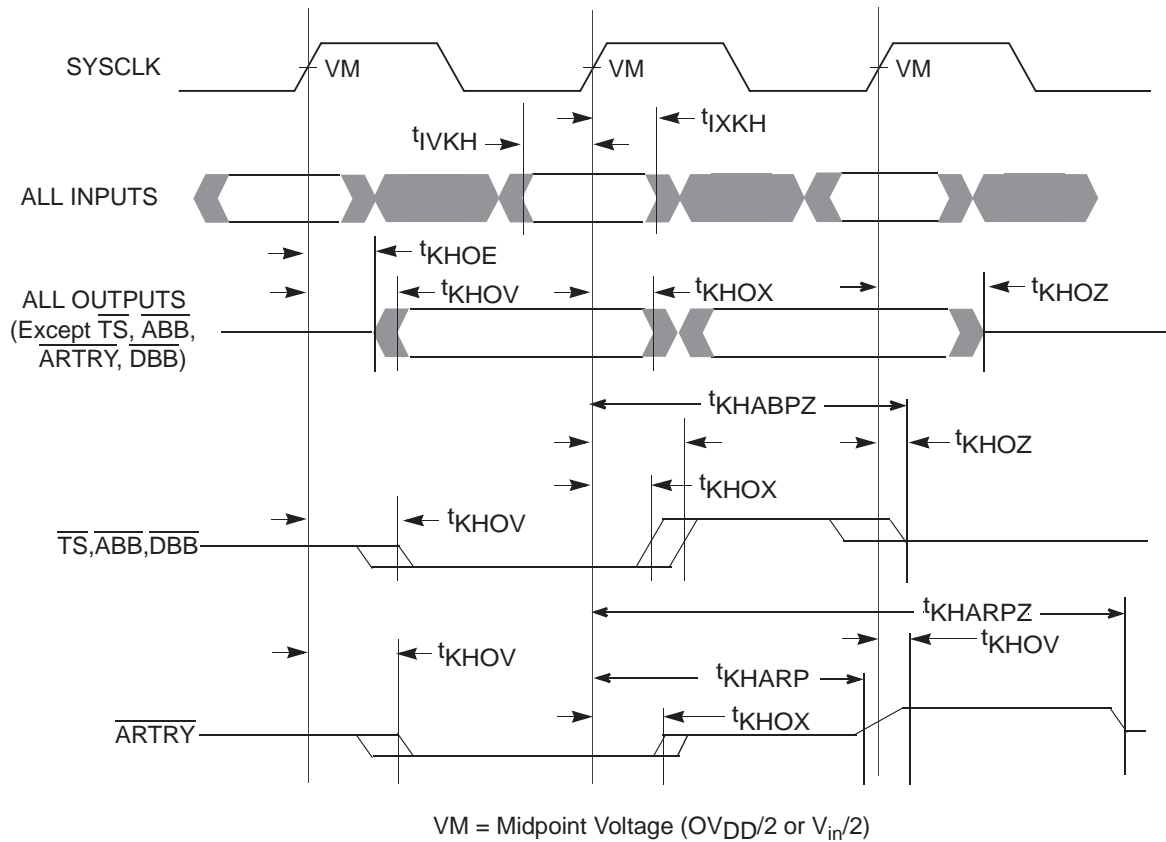 SYSCLK
VM
VM
VM
tIVKH
tIXKH
ALL INPUTS
tKHOE
ALL OUTPUTS
(Except TS, ABB,
ARTRY, DBB)
tKHOV
tKHOX
tKHOZ
tKHABPZ
tKHOZ
tKHOX
tKHOV
TS,ABB,DBB
tKHARPZ
tKHOV
tKHOV
tKHARP
tKHOX
ARTRY
VM = Midpoint Voltage (OVDD/2 or Vin/2)